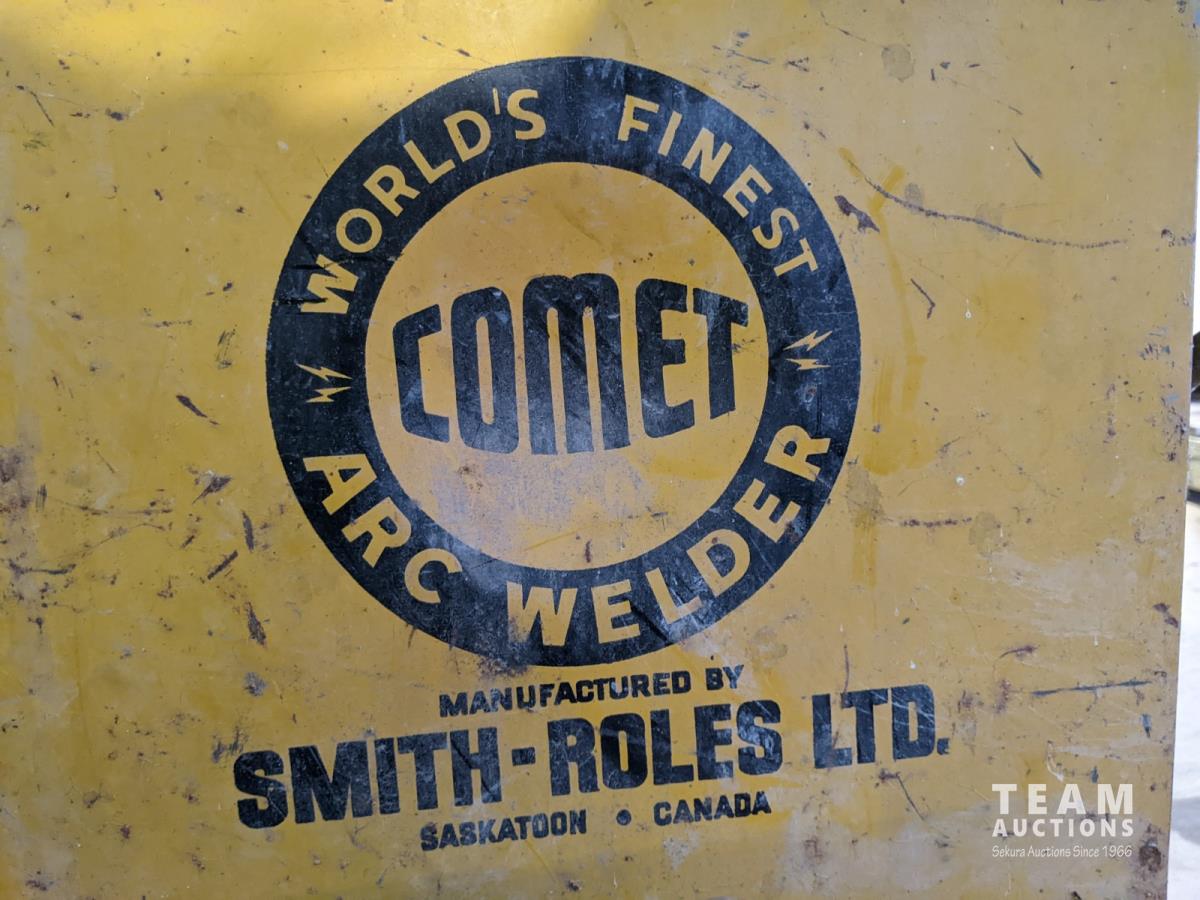 WORLD'S FINEST
COMET
ARC WELDER
MANUFACTURED BY
SMITH-ROLES LTD.
SASKATOON • CANADA
TEAM
AUCTIONS
Sekura Auctions Since 1966